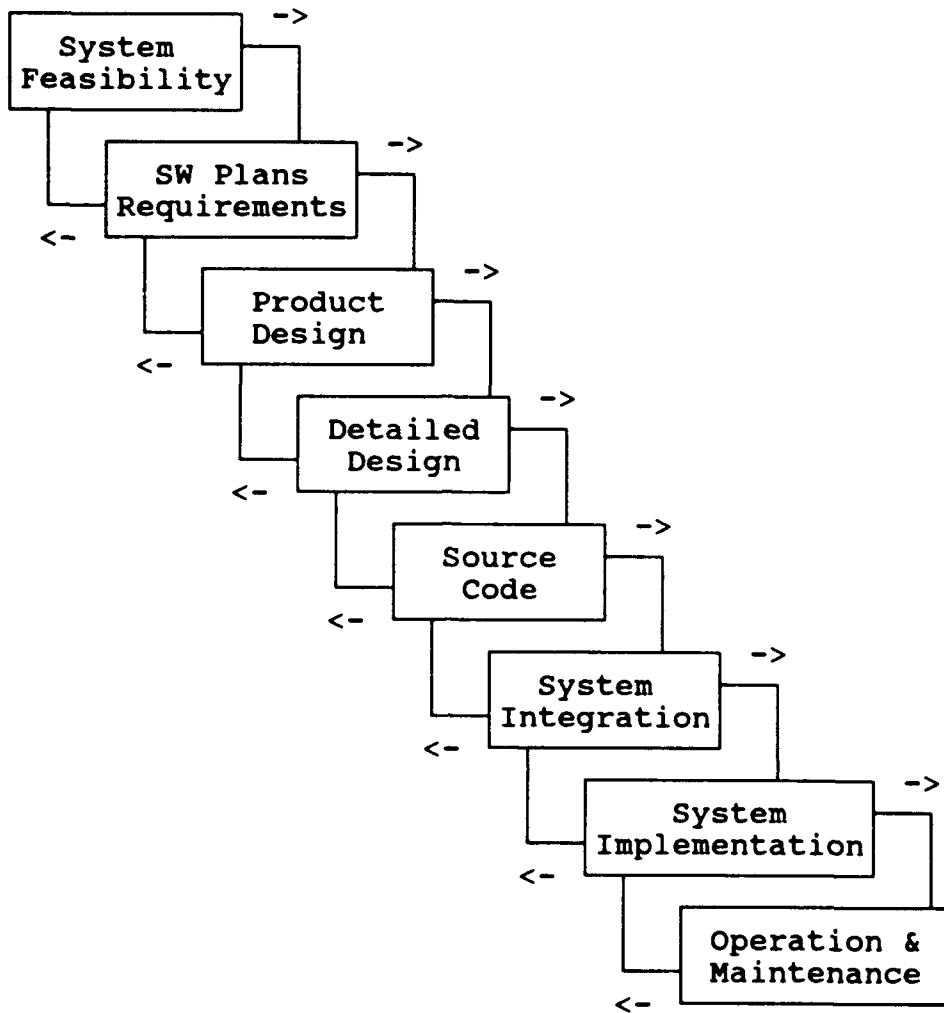 ->
System
Feasibility
->
SW Plans
Requirements
<-
->
Product
Design
<-
->
Detailed
Design
<-
->
Source
Code
<-
->
System
Integration
<-
->
System
Implementation
<-
Operation &
Maintenance
<-